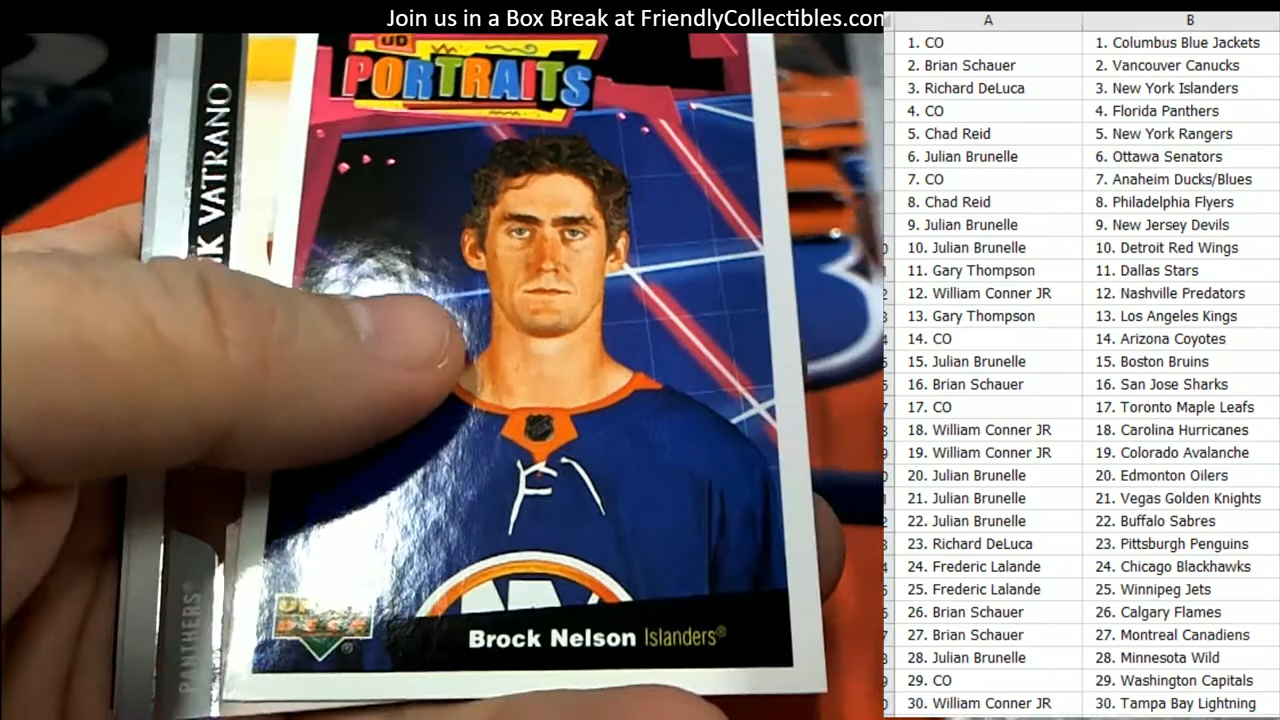 Join us in a Box Break at FriendlyCollectibles.com
UD
PORTRAITS
K VATRANO
PANTHERS
Brock Nelson Islanders®
A
B
1. CO 1. Columbus Blue Jackets
2. Brian Schauer 2. Vancouver Canucks
3. Richard DeLuca 3. New York Islanders
4. CO 4. Florida Panthers
5. Chad Reid 5. New York Rangers
6. Julian Brunelle 6. Ottawa Senators
7. CO 7. Anaheim Ducks/Blues
8. Chad Reid 8. Philadelphia Flyers
9. Julian Brunelle 9. New Jersey Devils
10. Julian Brunelle 10. Detroit Red Wings
11. Gary Thompson 11. Dallas Stars
12. William Conner JR 12. Nashville Predators
13. Gary Thompson 13. Los Angeles Kings
14. CO 14. Arizona Coyotes
15. Julian Brunelle 15. Boston Bruins
16. Brian Schauer 16. San Jose Sharks
17. CO 17. Toronto Maple Leafs
18. William Conner JR 18. Carolina Hurricanes
19. William Conner JR 19. Colorado Avalanche
20. Julian Brunelle 20. Edmonton Oilers
21. Julian Brunelle 21. Vegas Golden Knights
22. Julian Brunelle 22. Buffalo Sabres
23. Richard DeLuca 23. Pittsburgh Penguins
24. Frederic Lalande 24. Chicago Blackhawks
25. Frederic Lalande 25. Winnipeg Jets
26. Brian Schauer 26. Calgary Flames
27. Brian Schauer 27. Montreal Canadiens
28. Julian Brunelle 28. Minnesota Wild
29. CO 29. Washington Capitals
30. William Conner JR 30. Tampa Bay Lightning